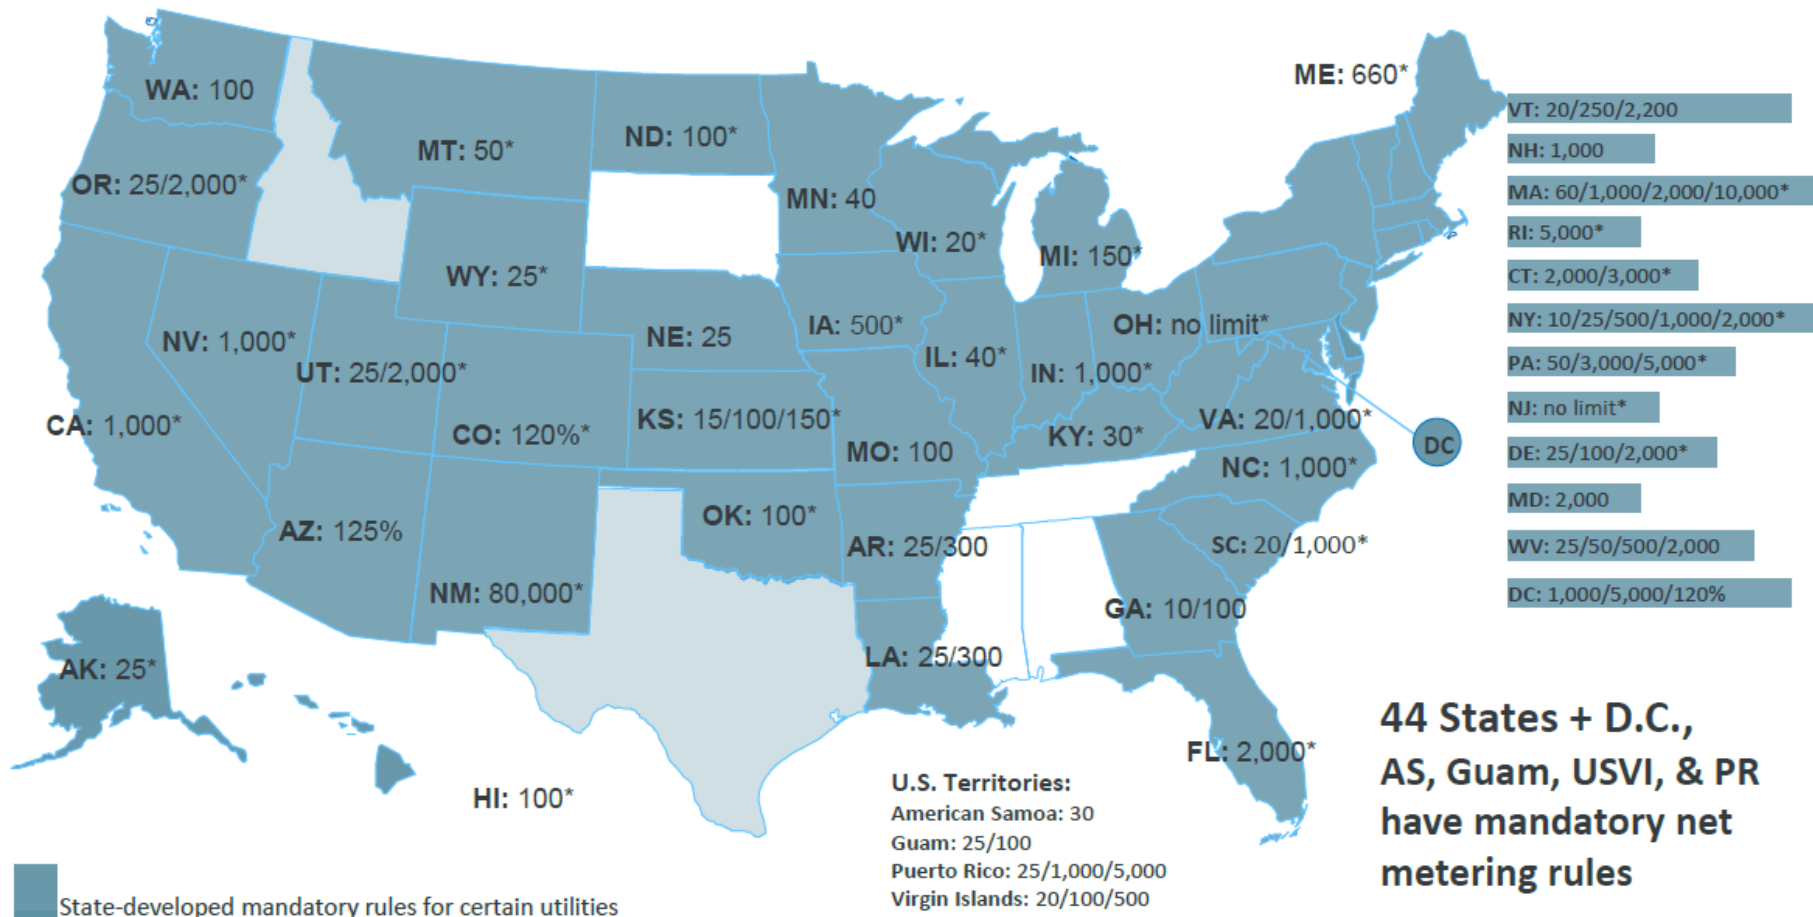 WA: 100
OR: 25/2,000*
CA: 1,000*
NV: 1,000*
UT: 25/2,000*
AZ: 125%
MT: 50*
WY: 25*
CO: 120%*
NM: 80,000*
ND: 100*
NE: 25
KS: 15/100/150*
OK: 100*
MN: 40
IA: 500*
MO: 100
AR: 25/300
LA: 25/300
WI: 20*
IL: 40*
MI: 150*
IN: 1,000*
OH: no limit*
KY: 30*
VA: 20/1,000*
NC: 1,000*
SC: 20/1,000*
GA: 10/100
FL: 2,000*
ME: 660*
DC
AK: 25*
HI: 100*
VT: 20/250/2,200
NH: 1,000
MA: 60/1,000/2,000/10,000*
RI: 5,000*
CT: 2,000/3,000*
NY: 10/25/500/1,000/2,000*
PA: 50/3,000/5,000*
NJ: no limit*
DE: 25/100/2,000*
MD: 2,000
WV: 25/50/500/2,000
DC: 1,000/5,000/120%
U.S. Territories:
American Samoa: 30
Guam: 25/100
Puerto Rico: 25/1,000/5,000
Virgin Islands: 20/100/500
44 States + D.C.,
AS, Guam, USVI, & PR
have mandatory net
metering rules
State-developed mandatory rules for certain utilities